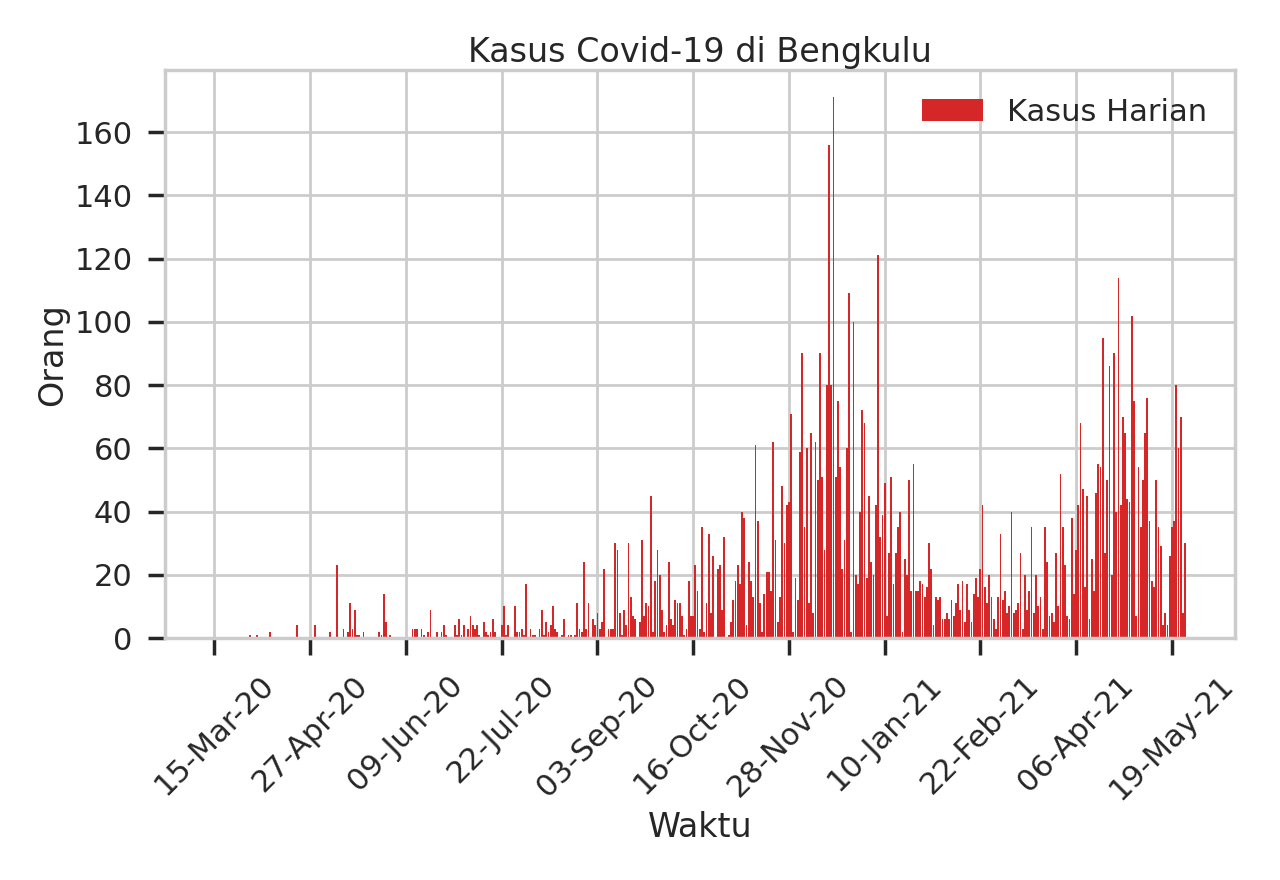 Kasus Covid-19 di Bengkulu
Kasus Harian
Orang
160
140
120
100
80
60
40
20
0
15-Mar-20
27-Apr-20
09-Jun-20
22-Jul-20
03-Sep-20
16-Oct-20
28-Nov-20
10-Jan-21
22-Feb-21
06-Apr-21
19-May-21
Waktu